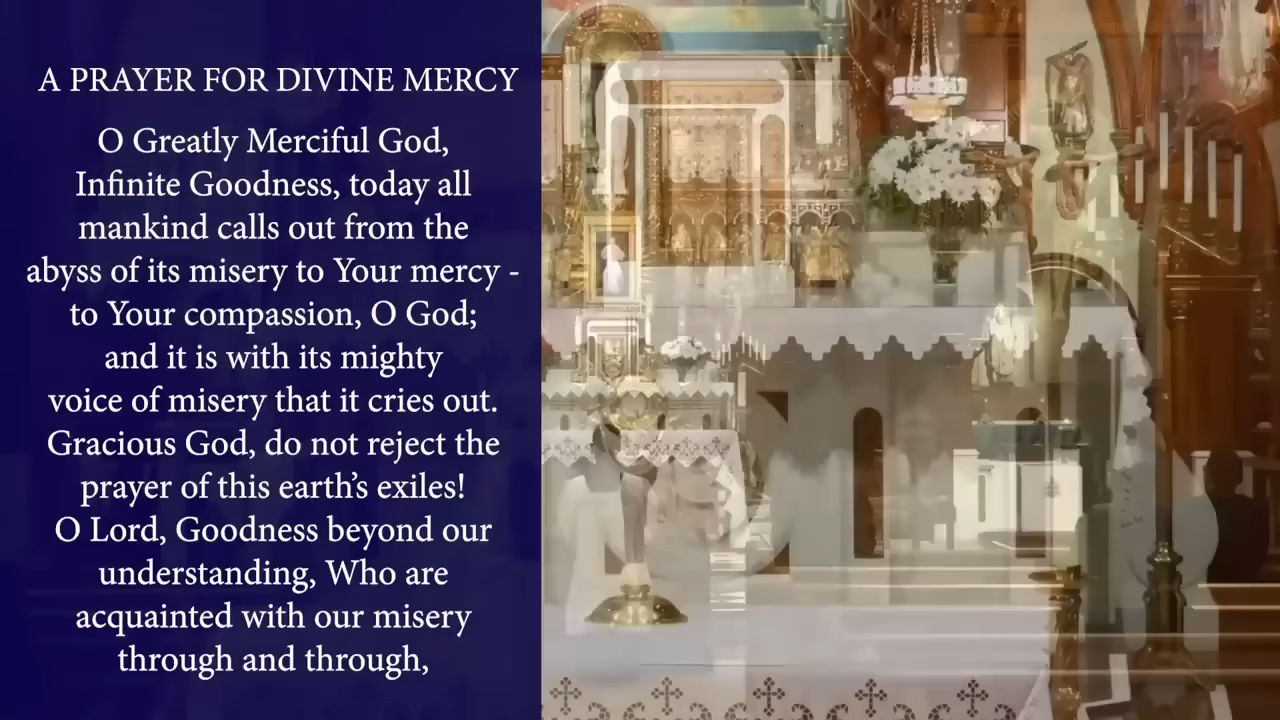 A PRAYER FOR DIVINE MERCY
O Greatly Merciful God,
Infinite Goodness, today all
mankind calls out from the
abyss of its misery to Your mercy -
to Your compassion, O God;
and it is with its mighty
voice of misery that it cries out.
Gracious God, do not reject the
prayer of this earth’s exiles!
O Lord, Goodness beyond our
understanding, Who are
acquainted with our misery
through and through,